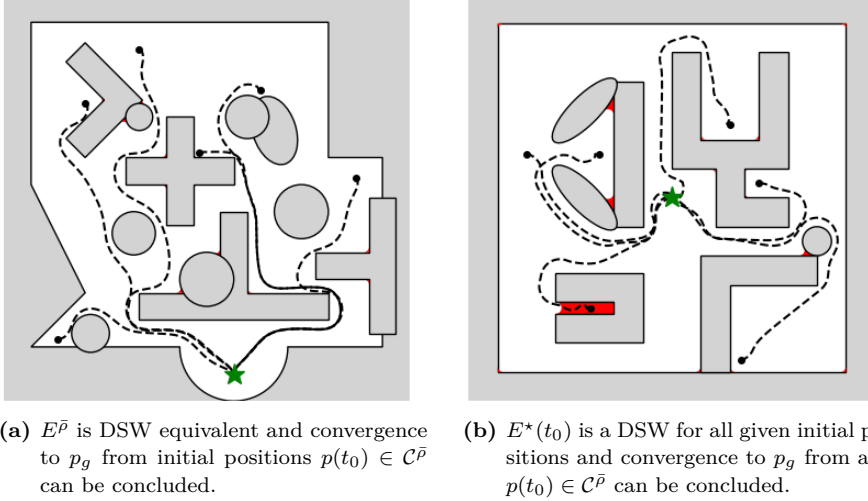 (a) E^ρ̄ is DSW equivalent and convergence
to p_g from initial positions p(t_0) ∈ C^ρ̄
can be concluded.
(b) E^⋆(t_0) is a DSW for all given initial p
sitions and convergence to p_g from a
p(t_0) ∈ C^ρ̄ can be concluded.